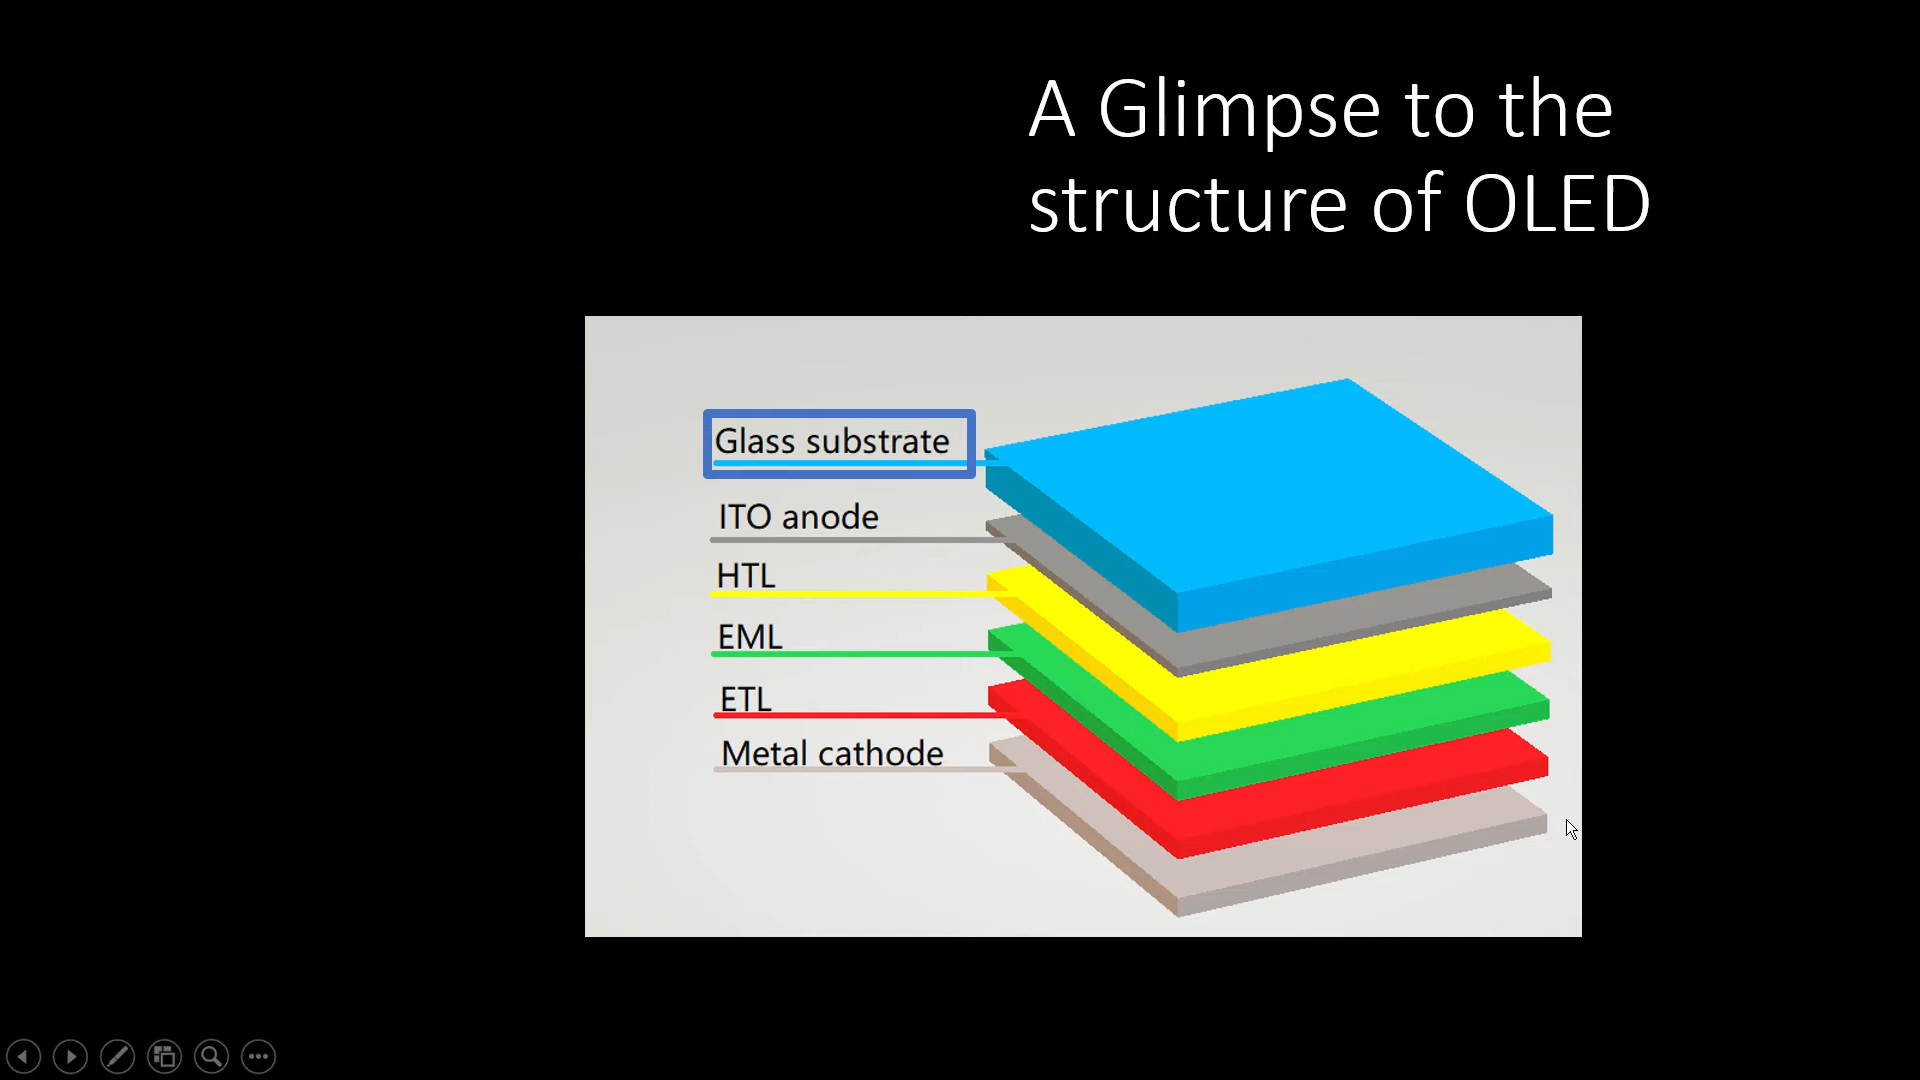 A Glimpse to the
structure of OLED
Glass substrate
ITO anode
HTL
EML
ETL
Metal cathode